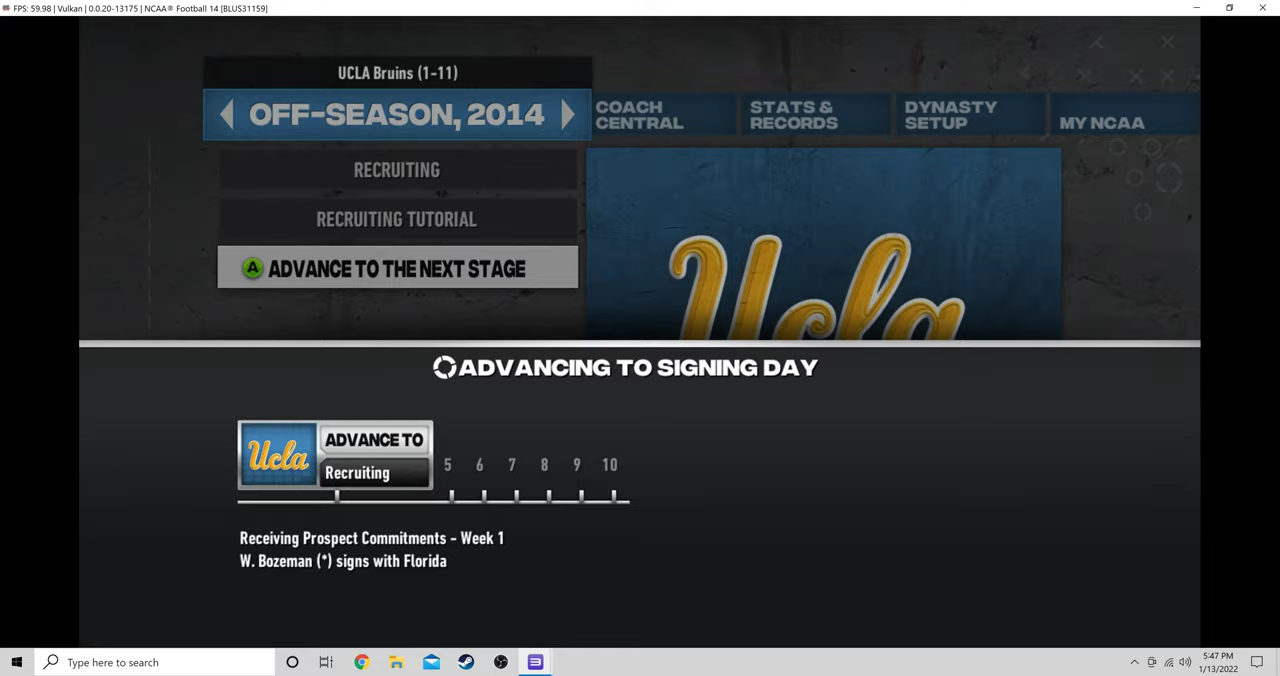 FPS: 59.98 | Vulkan | 0.0.20-13175 | NCAA® Football 14 [BLUS31159]
UCLA Bruins (1-11)
OFF-SEASON, 2014
COACH CENTRAL
STATS & RECORDS
DYNASTY SETUP
MY NCAA
RECRUITING
RECRUITING TUTORIAL
A ADVANCE TO THE NEXT STAGE
Ucla
ADVANCING TO SIGNING DAY
Ucla
ADVANCE TO
Recruiting
5 6 7 8 9 10
Receiving Prospect Commitments - Week 1
W. Bozeman (*) signs with Florida
Type here to search
5:47 PM
1/13/2022